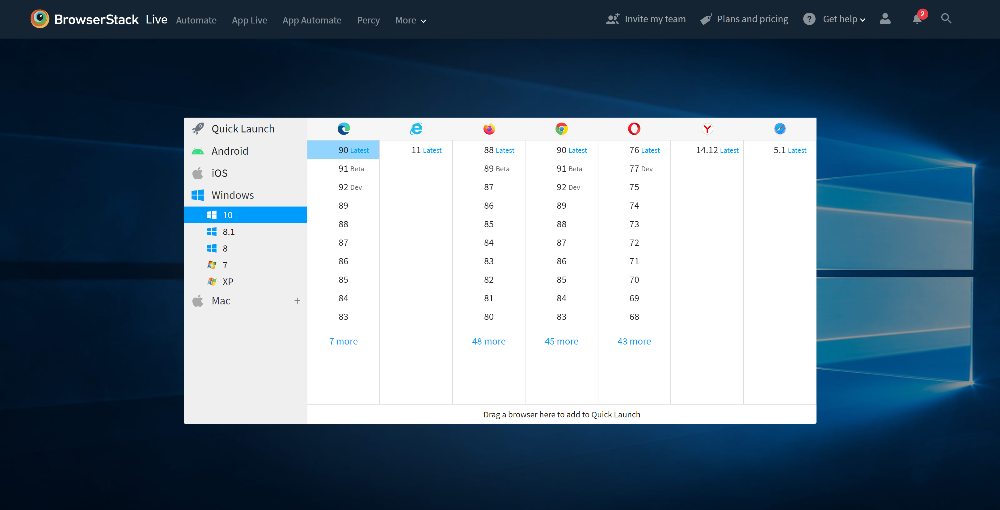 BrowserStack Live Automate App Live App Automate Percy More Invite my team Plans and pricing ? Get help 2
Quick Launch
Android
iOS
Windows
10
8.1
8
7
XP
Mac +
90 Latest 11 Latest 88 Latest 90 Latest 76 Latest 14.12 Latest 5.1 Latest
91 Beta 89 Beta 91 Beta 77 Dev
92 Dev 87 92 Dev 75
89 86 89 74
88 85 88 73
87 84 87 72
86 83 86 71
85 82 85 70
84 81 84 69
83 80 83 68
7 more 48 more 45 more 43 more
Drag a browser here to add to Quick Launch